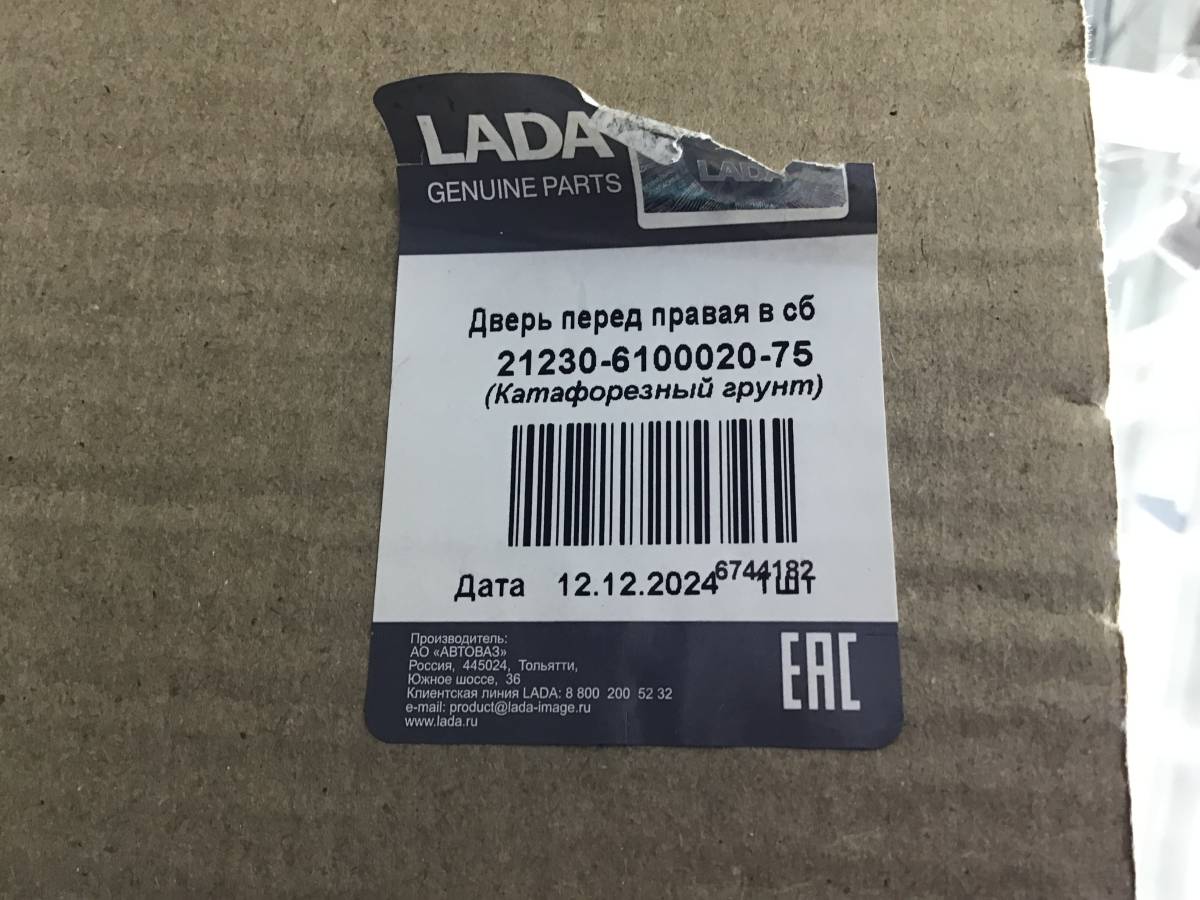 LADA
GENUINE PARTS
LADA
Дверь перед правая в сб
21230-6100020-75
(Катафорезный грунт)
6744182
Дата 12.12.2024 1 шт
Производитель:
АО «АВТОВАЗ»
Россия, 445024, Тольятти,
Южное шоссе, 36
Клиентская линия LADA: 8 800 200 52 32
e-mail: product@lada-image.ru
www.lada.ru
EAC